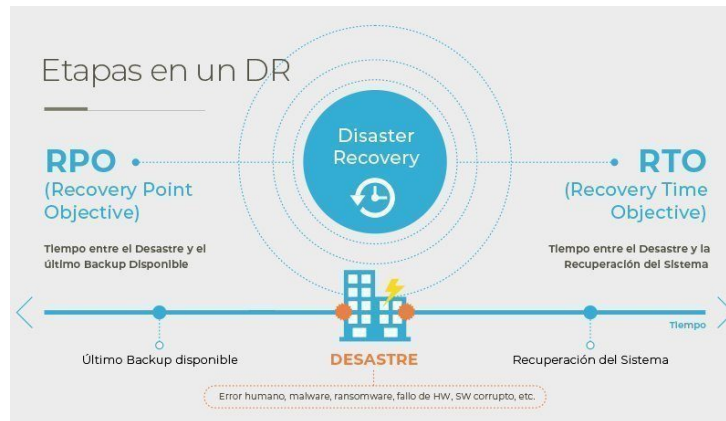 Etapas en un DR
Disaster
Recovery
RPO
(Recovery Point
Objective)
Tiempo entre el Desastre y el
último Backup Disponible
RTO
(Recovery Time
Objective)
Tiempo entre el Desastre y la
Recuperación del Sistema
Tiempo
Último Backup disponible
DESASTRE
Recuperación del Sistema
Error humano, malware, ransomware, fallo de HW, SW corrupto, etc.